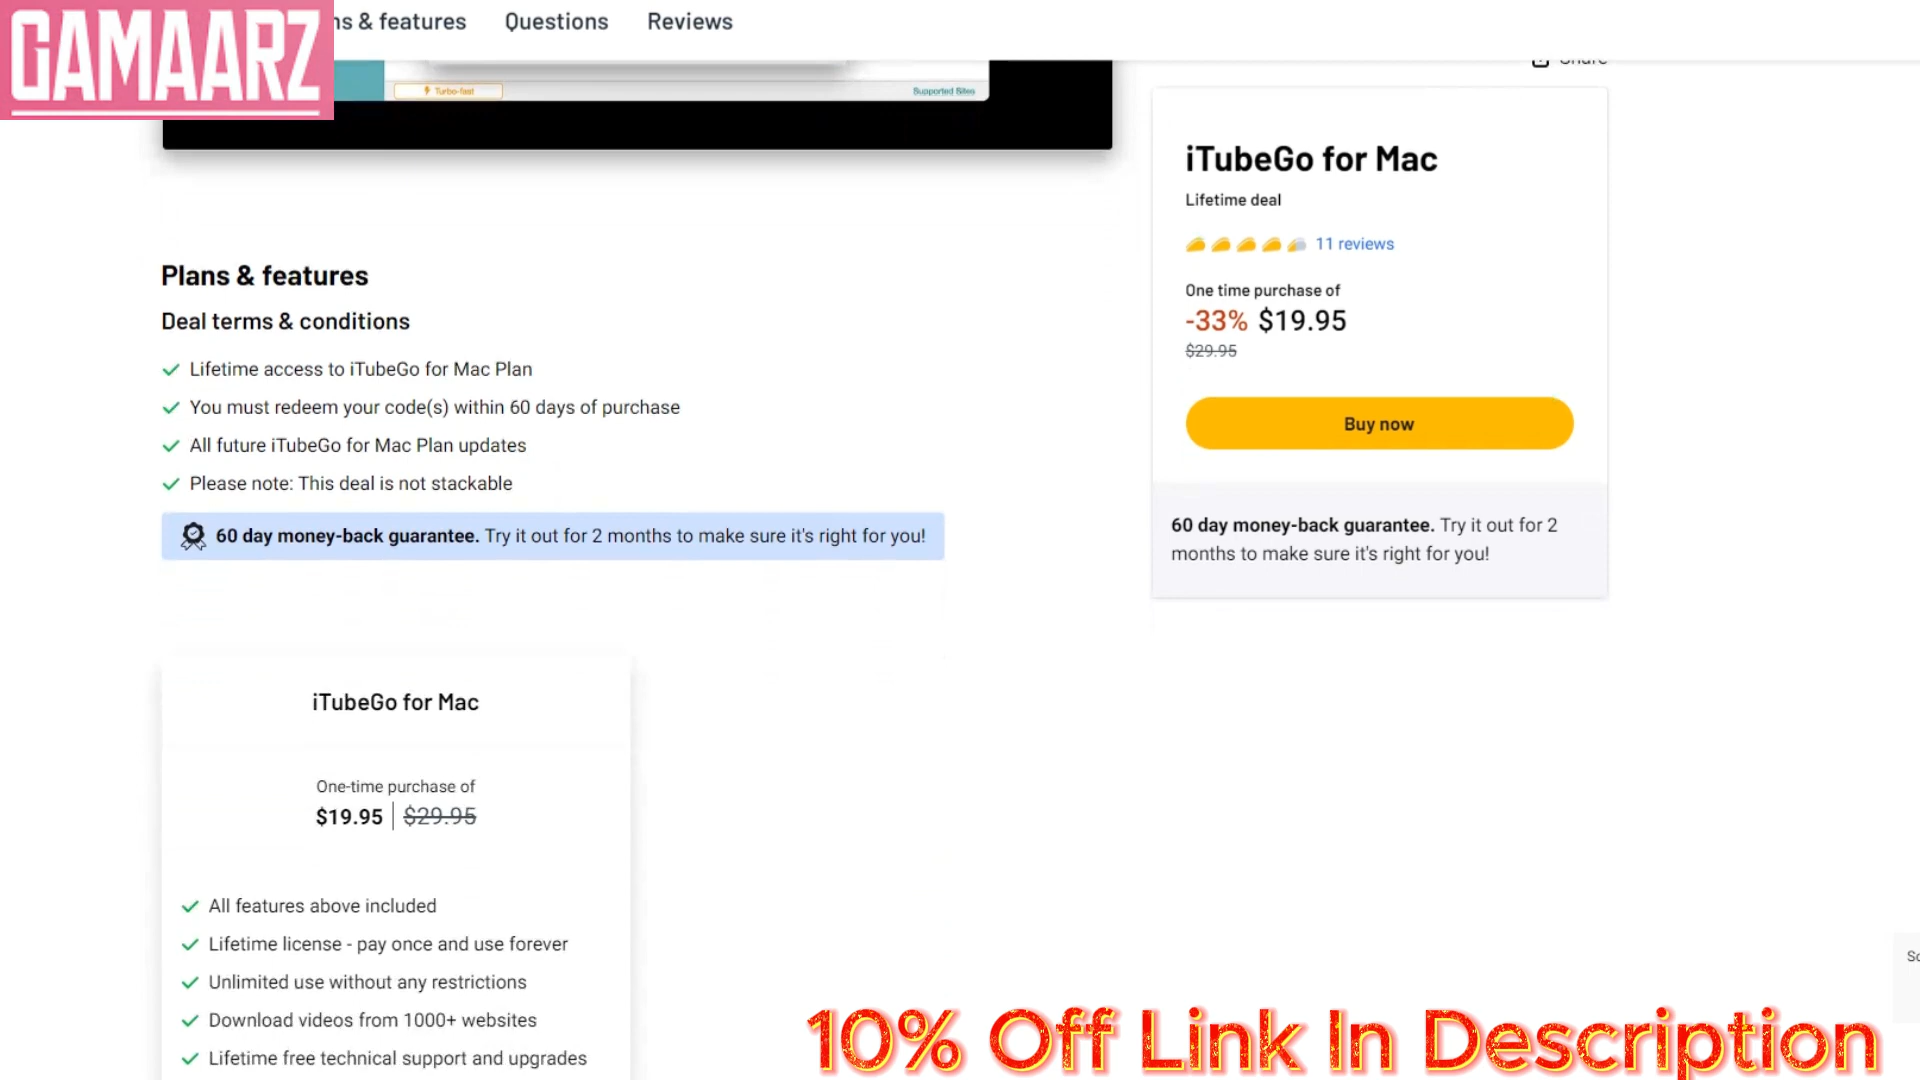 GAMAARZ
ns & features
Questions
Reviews
Share
Turbo-fast
Supported Sites
iTubeGo for Mac
Lifetime deal
11 reviews
One time purchase of
-33% $19.95
$29.95
Buy now
60 day money-back guarantee. Try it out for 2
months to make sure it's right for you!
Plans & features
Deal terms & conditions
Lifetime access to iTubeGo for Mac Plan
You must redeem your code(s) within 60 days of purchase
All future iTubeGo for Mac Plan updates
Please note: This deal is not stackable
60 day money-back guarantee. Try it out for 2 months to make sure it's right for you!
iTubeGo for Mac
One-time purchase of
$19.95 | $29.95
All features above included
Lifetime license - pay once and use forever
Unlimited use without any restrictions
Download videos from 1000+ websites
Lifetime free technical support and upgrades
10% Off Link In Description